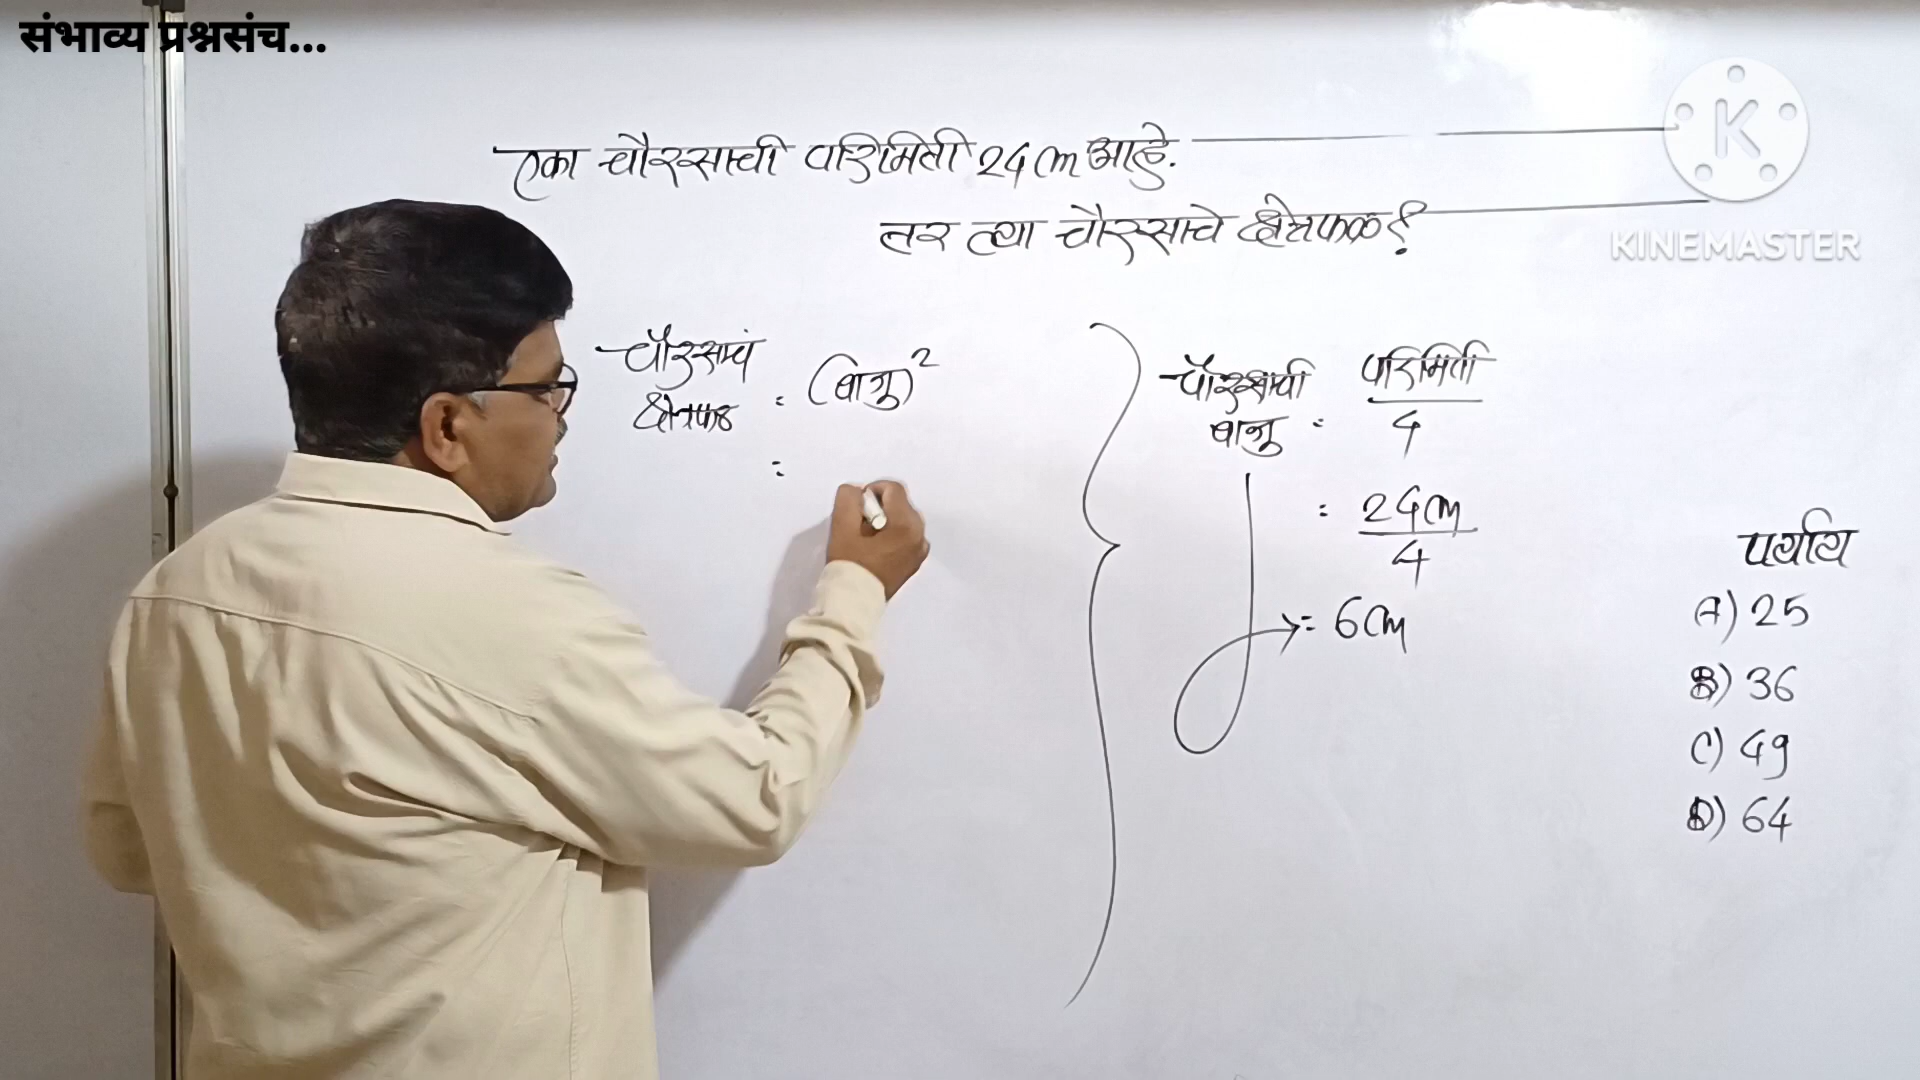 संभाव्य प्रश्नसंच...
एका चौरसाची परिमिती 24 cm आहे.
तर त्या चौरसाचे क्षेत्रफळ?
KINEMASTER
चौरसाचे
क्षेत्रफळ = (बाजू)²
=
चौरसाची
बाजू = परिमिती / 4
= 24 cm / 4
= 6 cm
पर्याय
A) 25
B) 36
C) 49
D) 64